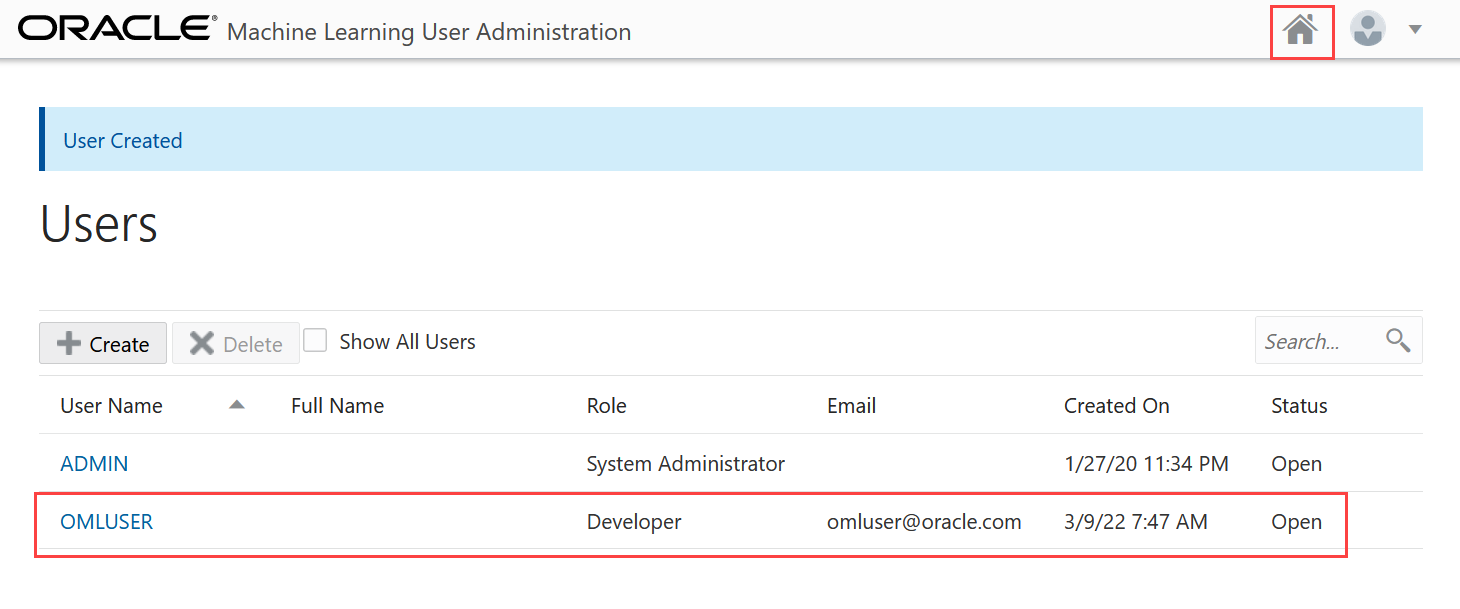 ORACLE® Machine Learning User Administration
User Created
Users
Create Delete Show All Users Search...
User Name Full Name Role Email Created On Status
ADMIN System Administrator 1/27/20 11:34 PM Open
OMLUSER Developer omluser@oracle.com 3/9/22 7:47 AM Open